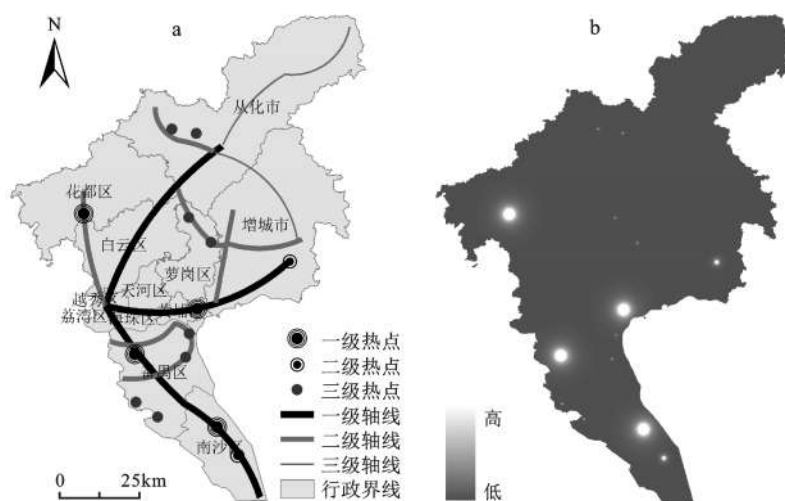 N
a
b
从化市
花都区
增城市
白云区
萝岗区
天河区
越秀区
荔湾区
海珠区
番禺区
南沙区
一级热点
二级热点
三级热点
一级轴线
二级轴线
三级轴线
行政界线
0 25km
高
低